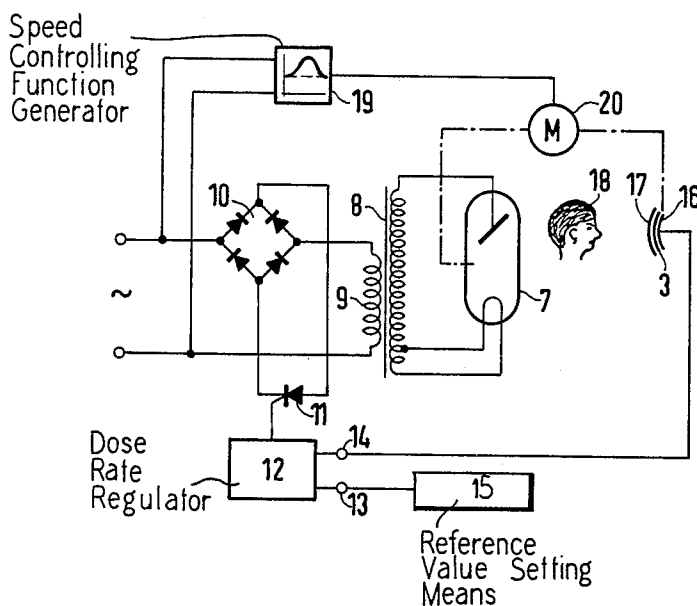 Speed
Controlling
Function
Generator
19
20
M
10
8
18
17
16
9
3
7
~
11
14
Dose
Rate
Regulator
12
13
15
Reference
Value Setting
Means